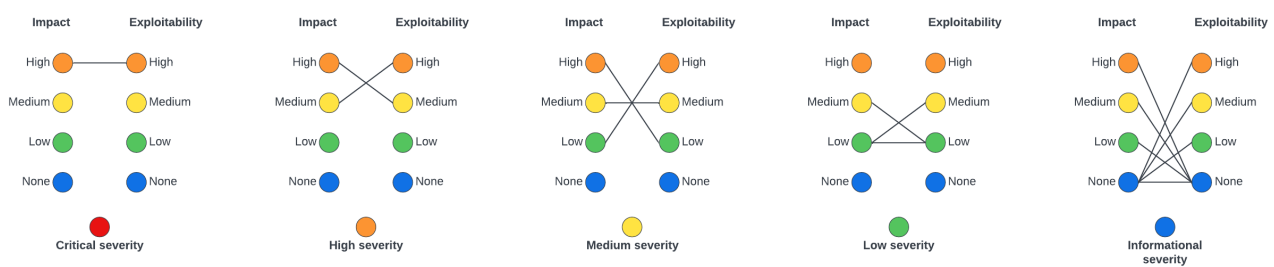 Impact Exploitability
High High
Medium Medium
Low Low
None None
Critical severity
Impact Exploitability
High High
Medium Medium
Low Low
None None
High severity
Impact Exploitability
High High
Medium Medium
Low Low
None None
Medium severity
Impact Exploitability
High High
Medium Medium
Low Low
None None
Low severity
Impact Exploitability
High High
Medium Medium
Low Low
None None
Informational
severity